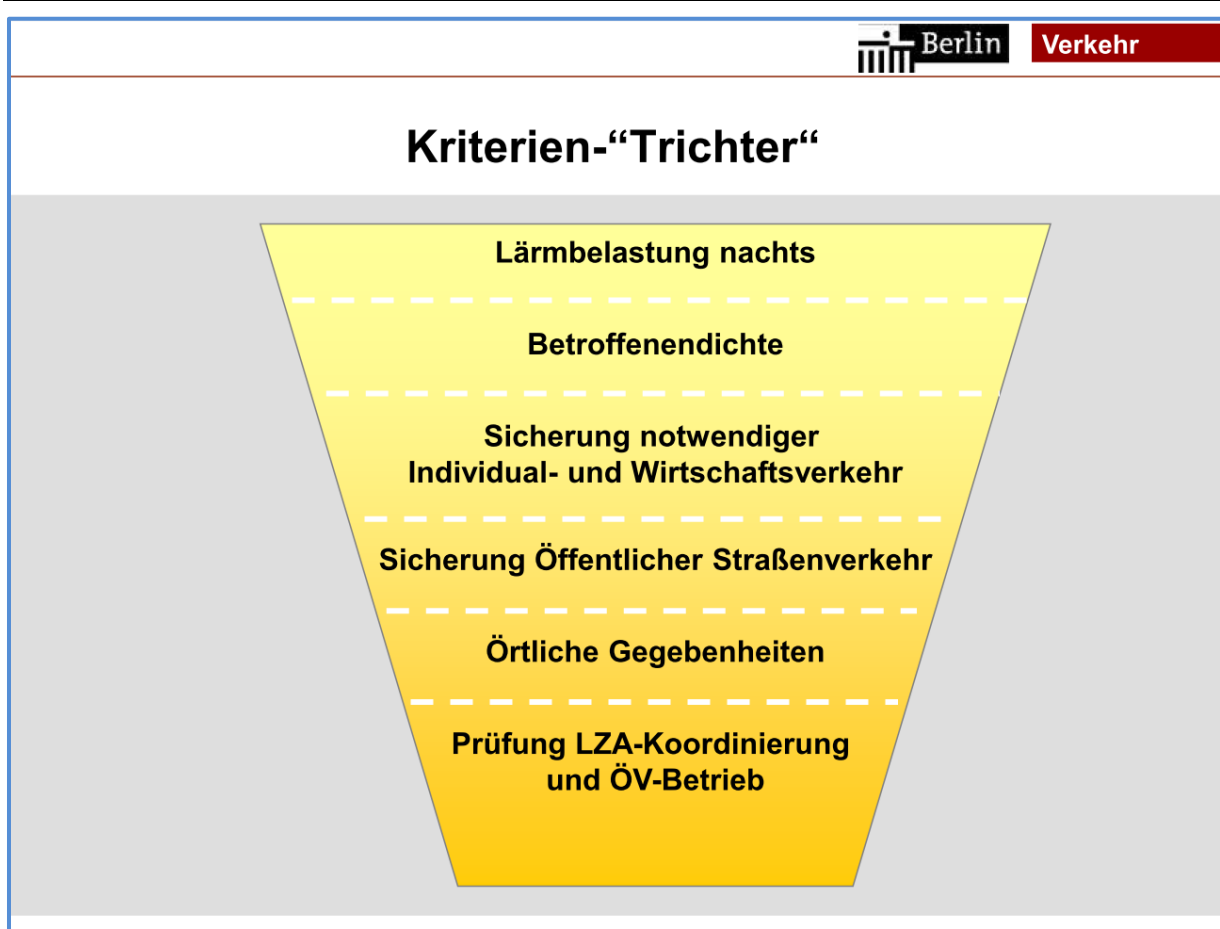 Berlin
Verkehr
Kriterien-“Trichter“
Lärmbelastung nachts
Betroffenendichte
Sicherung notwendiger
Individual- und Wirtschaftsverkehr
Sicherung Öffentlicher Straßenverkehr
Örtliche Gegebenheiten
Prüfung LZA-Koordinierung
und ÖV-Betrieb